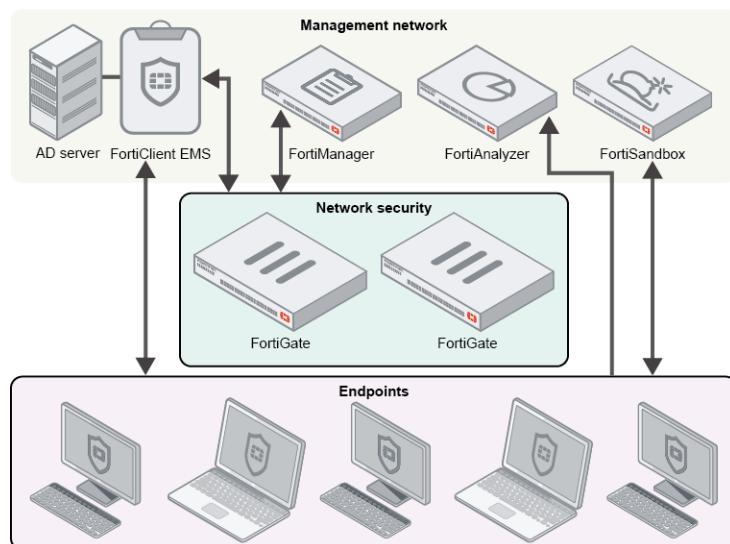 Management network
AD server
FortiClient EMS
FortiManager
FortiAnalyzer
FortiSandbox
Network security
FortiGate
FortiGate
Endpoints